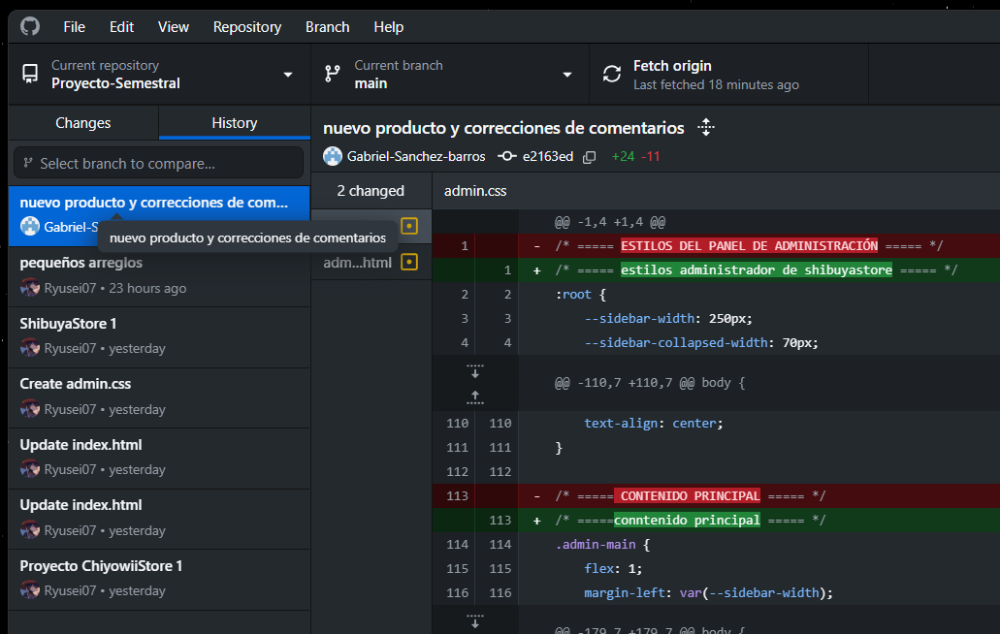 File Edit View Repository Branch Help
Current repository
Proyecto-Semestral
Current branch
main
Fetch origin
Last fetched 18 minutes ago
Changes History
Select branch to compare...
nuevo producto y correcciones de com...
Gabriel-S
nuevo producto y correcciones de comentarios
pequeños arreglos
Ryusei07 • 23 hours ago
ShibuyaStore 1
Ryusei07 • yesterday
Create admin.css
Ryusei07 • yesterday
Update index.html
Ryusei07 • yesterday
Update index.html
Ryusei07 • yesterday
Proyecto ChiyowiiStore 1
Ryusei07 • yesterday
nuevo producto y correcciones de comentarios
Gabriel-Sanchez-barros e2163ed +24 -11
2 changed
adm...html
admin.css
@@ -1,4 +1,4 @@
1 - /* ===== ESTILOS DEL PANEL DE ADMINISTRACIÓN ===== */
1 + /* ===== estilos administrador de shibuyastore ===== */
2 2 :root {
3 3 --sidebar-width: 250px;
4 4 --sidebar-collapsed-width: 70px;
@@ -110,7 +110,7 @@ body {
110 110 text-align: center;
111 111 }
112 112
113 - /* ===== CONTENIDO PRINCIPAL ===== */
113 + /* =====conntenido principal ===== */
114 114 .admin-main {
115 115 flex: 1;
116 116 margin-left: var(--sidebar-width);
@@ -179,7 +179,7 @@ body {